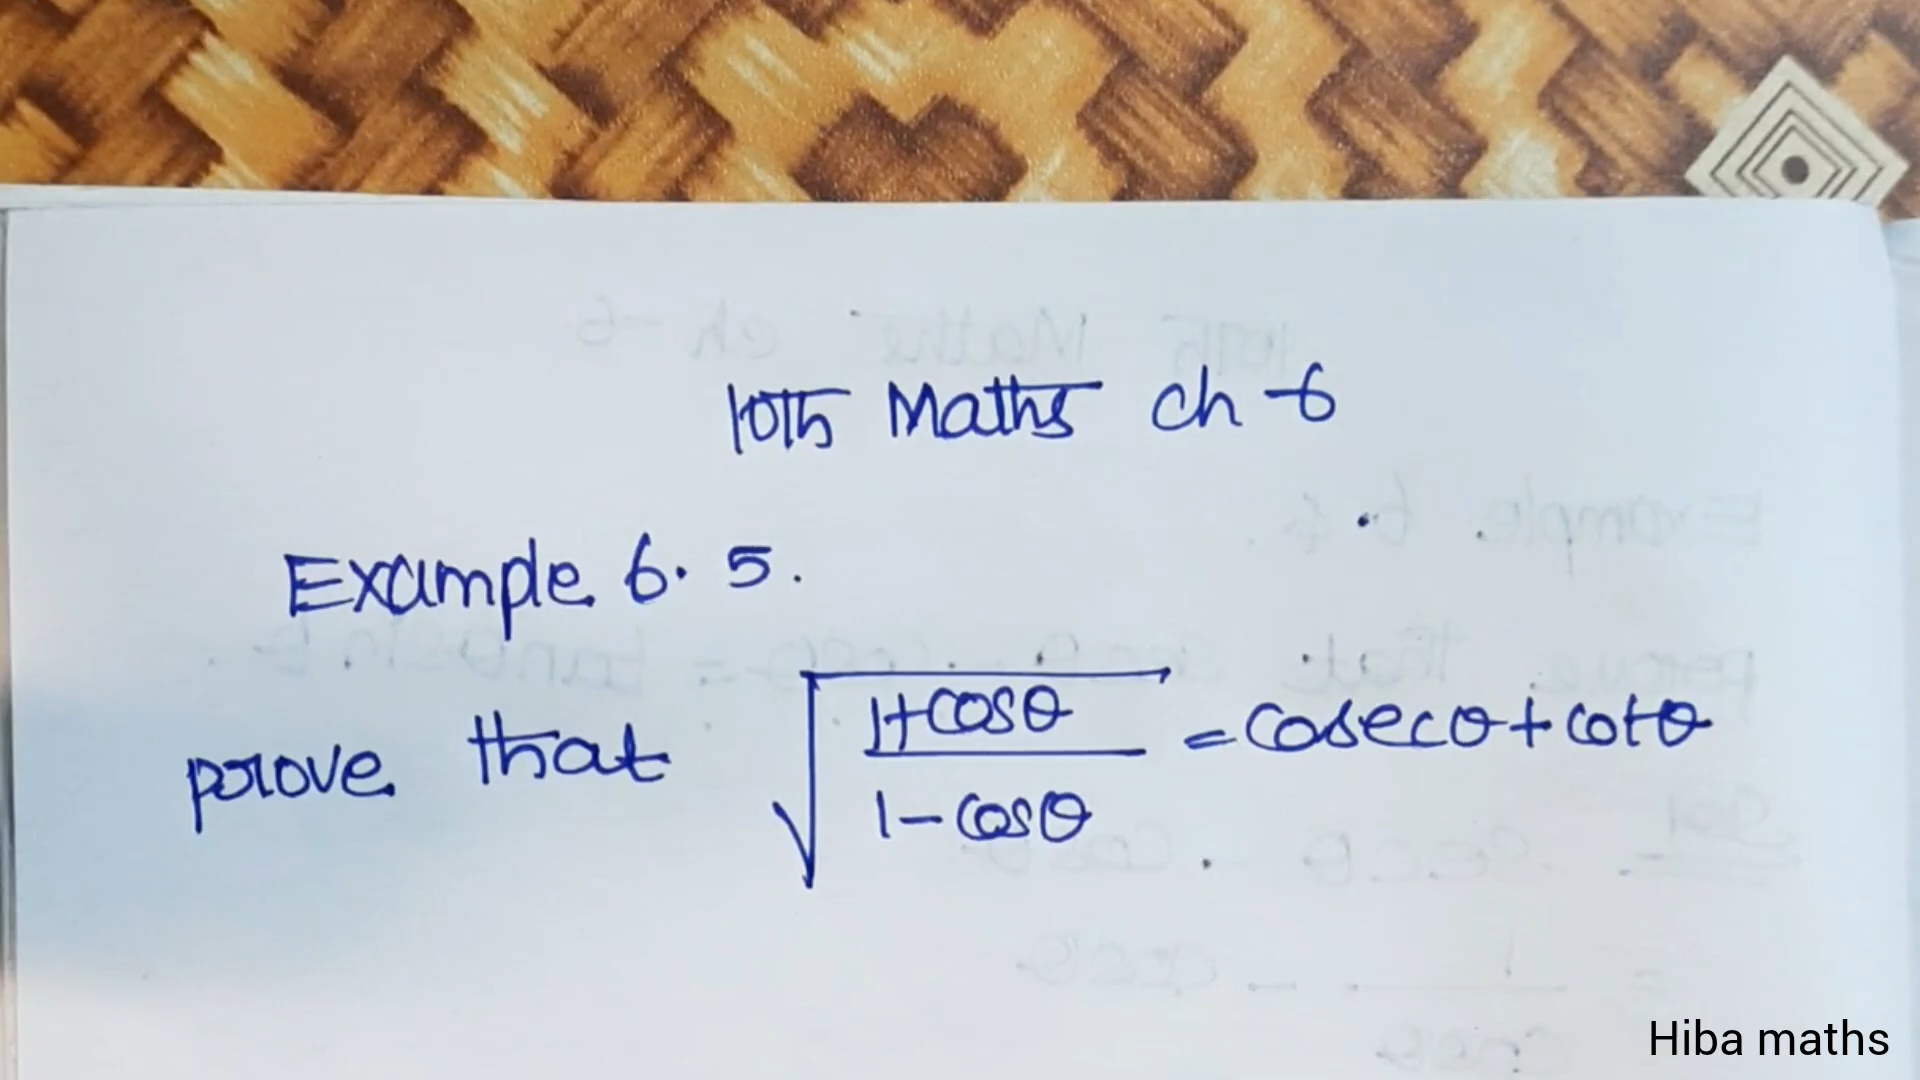 10th Maths ch-6
Example 6.5.
prove that √(1+cosθ / 1-cosθ) = cosecθ + cotθ
Hiba maths